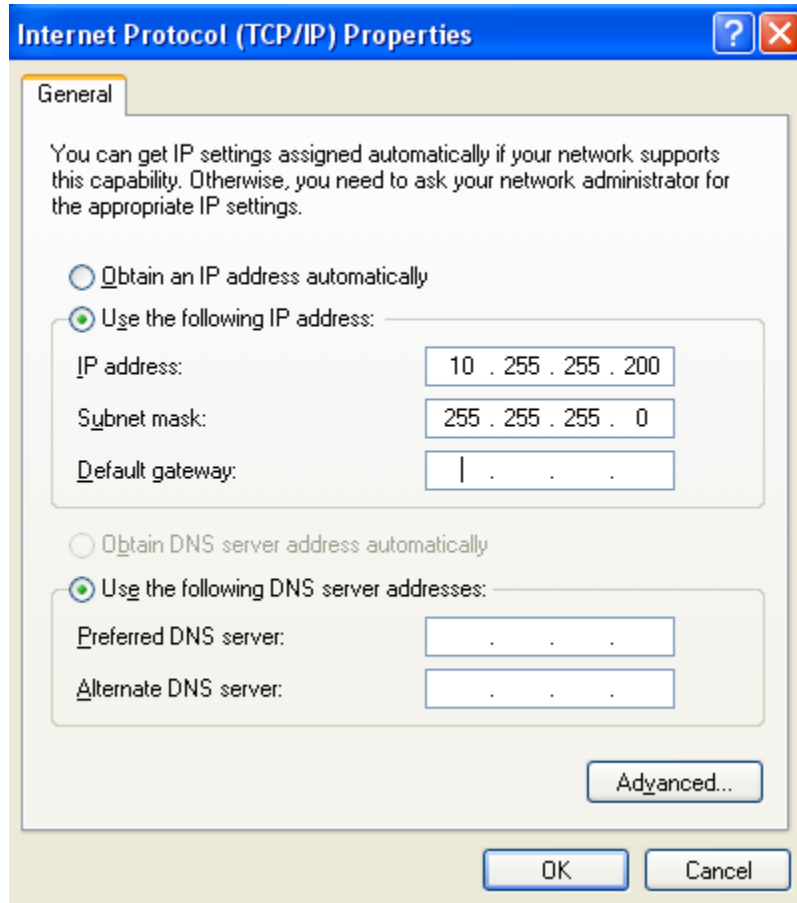 Internet Protocol (TCP/IP) Properties
General
You can get IP settings assigned automatically if your network supports
this capability. Otherwise, you need to ask your network administrator for
the appropriate IP settings.
Obtain an IP address automatically
Use the following IP address:
IP address: 10 . 255 . 255 . 200
Subnet mask: 255 . 255 . 255 . 0
Default gateway: . . .
Obtain DNS server address automatically
Use the following DNS server addresses:
Preferred DNS server: . . .
Alternate DNS server: . . .
Advanced...
OK Cancel